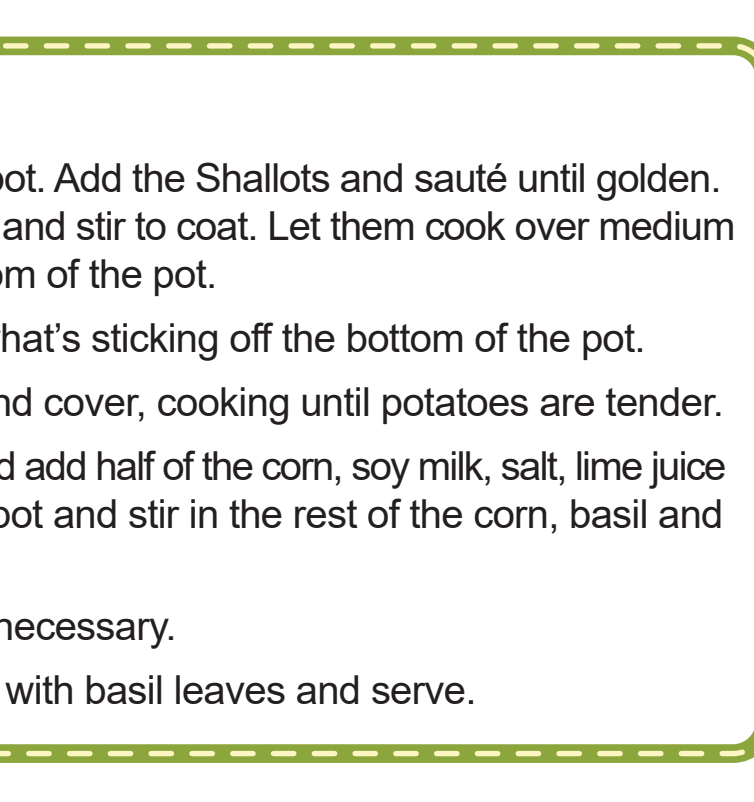 pot. Add the Shallots and sauté until golden.
and stir to coat. Let them cook over medium
om of the pot.
what’s sticking off the bottom of the pot.
nd cover, cooking until potatoes are tender.
d add half of the corn, soy milk, salt, lime juice
pot and stir in the rest of the corn, basil and
necessary.
with basil leaves and serve.